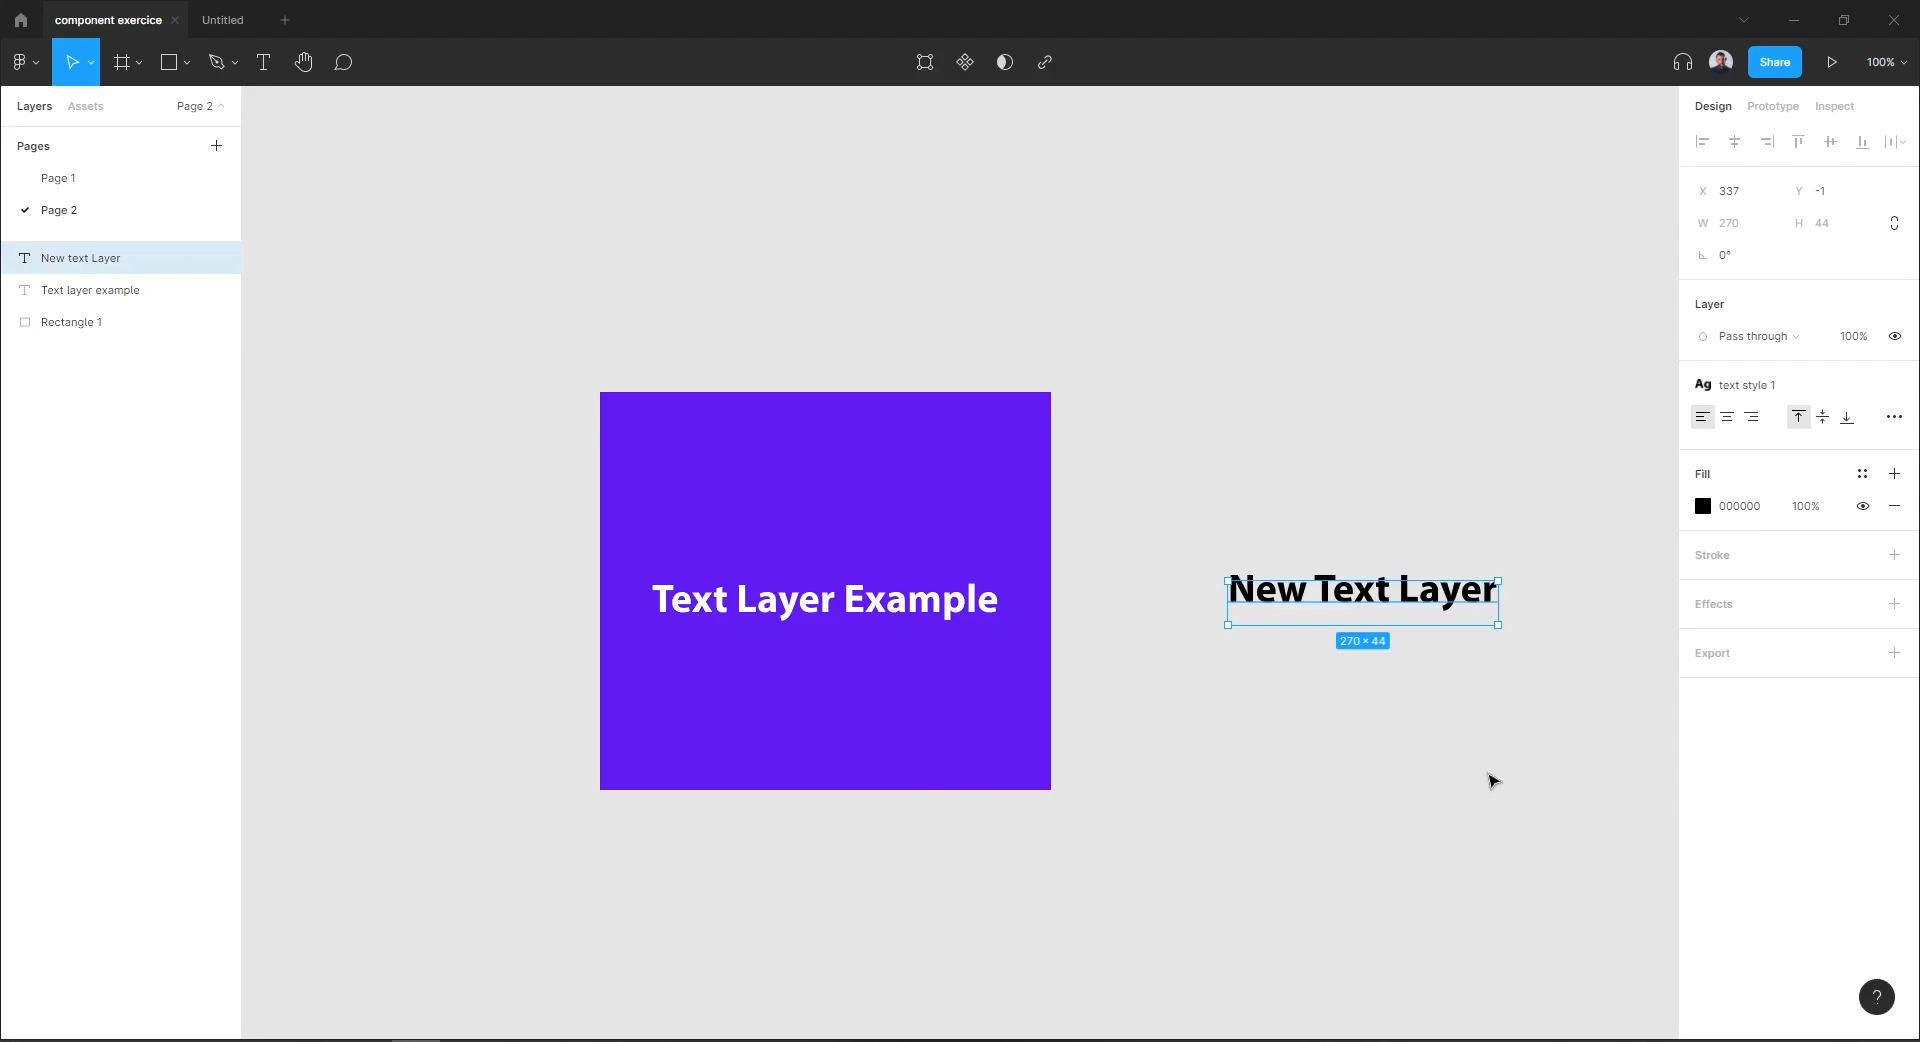 component exercice
Untitled
Share
100%
Layers
Assets
Page 2
Pages
Page 1
Page 2
New text Layer
Text layer example
Rectangle 1
Text Layer Example
New Text Layer
270 × 44
Design
Prototype
Inspect
X 337 Y -1
W 270 H 44
0°
Layer
Pass through 100%
Ag text style 1
Fill
000000 100%
Stroke
Effects
Export
?